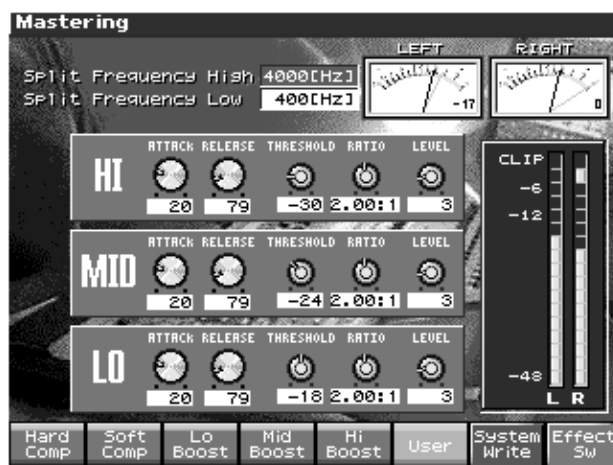 Mastering
LEFT RIGHT
Split Frequency High 4000[Hz]
Split Frequency Low 400[Hz]
-17 0
ATTACK RELEASE THRESHOLD RATIO LEVEL
HI
20 79 -30 2.00:1 3
ATTACK RELEASE THRESHOLD RATIO LEVEL
MID
20 79 -24 2.00:1 3
ATTACK RELEASE THRESHOLD RATIO LEVEL
LO
20 79 -18 2.00:1 3
CLIP
-6
-12
-48
L R
Hard Comp
Soft Comp
Lo Boost
Mid Boost
Hi Boost
User
System Write
Effect Sw